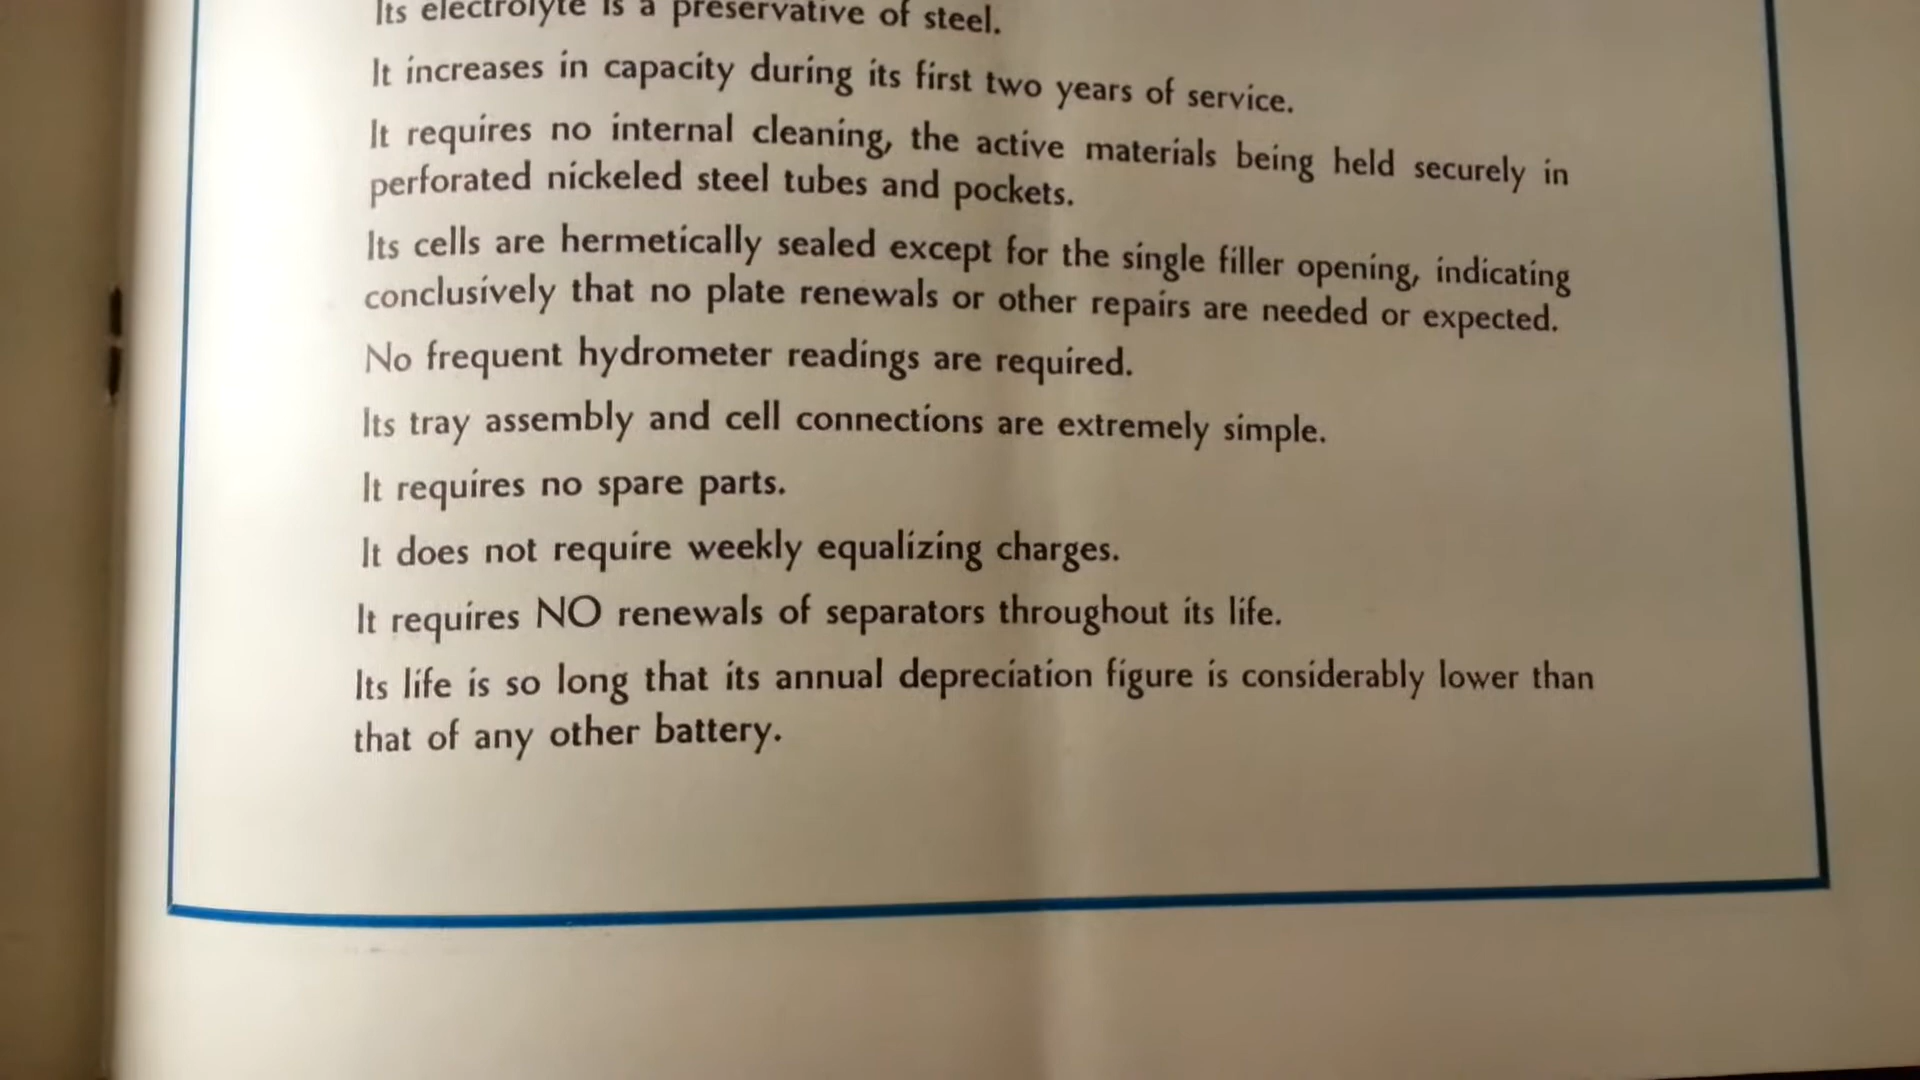 Its electrolyte is a preservative of steel.
It increases in capacity during its first two years of service.
It requires no internal cleaning, the active materials being held securely in
perforated nickeled steel tubes and pockets.
Its cells are hermetically sealed except for the single filler opening, indicating
conclusively that no plate renewals or other repairs are needed or expected.
No frequent hydrometer readings are required.
Its tray assembly and cell connections are extremely simple.
It requires no spare parts.
It does not require weekly equalizing charges.
It requires NO renewals of separators throughout its life.
Its life is so long that its annual depreciation figure is considerably lower than
that of any other battery.